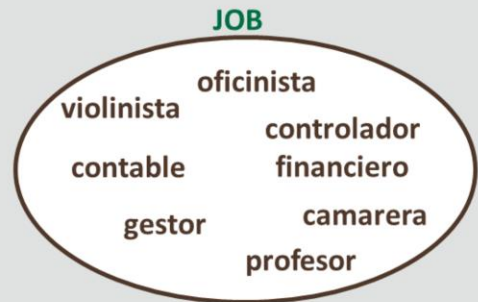 JOB
oficinista
violinista
controlador
contable
financiero
gestor
camarera
profesor